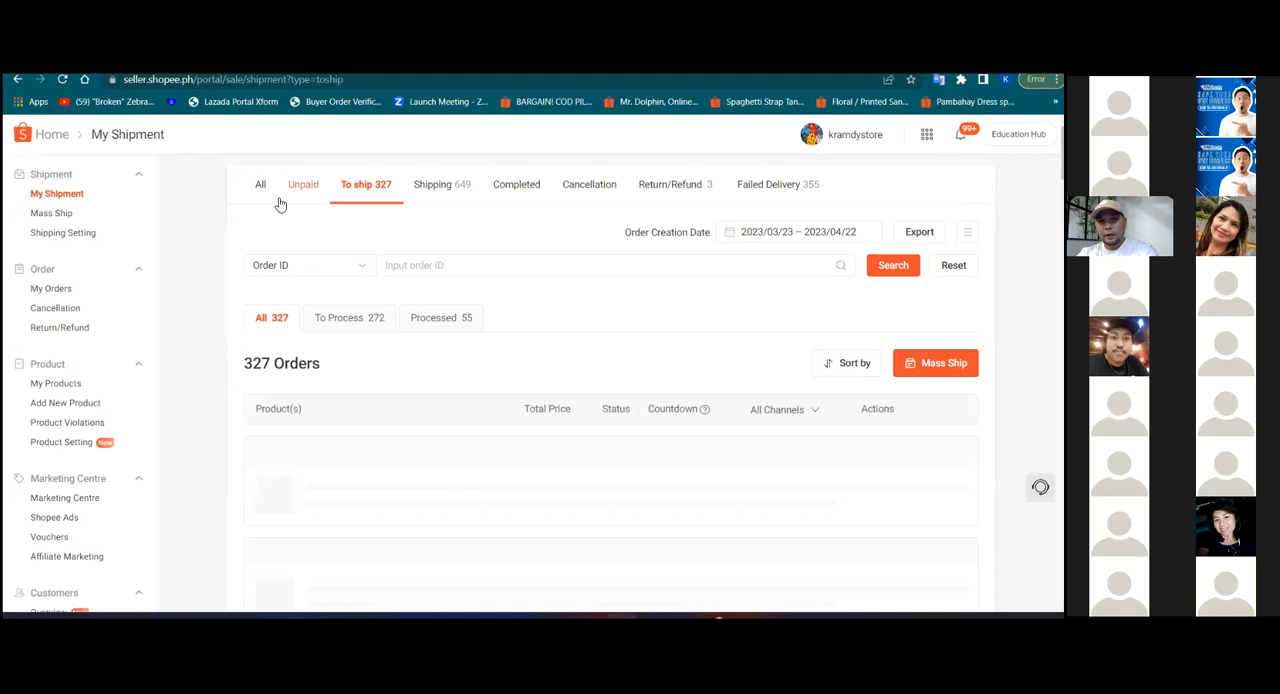 seller.shopee.ph/portal/sale/shipment?type=toship
K
Error
Apps
(59) "Broken" Zebra...
Lazada Portal Xform
Buyer Order Verific...
Launch Meeting - Z...
BARGAIN! COD PIL...
Mr. Dolphin, Online...
Spaghetti Strap Tan...
Floral / Printed San...
Pambahay Dress sp...
»
Home > My Shipment
kramdystore
99+
Education Hub
Shipment
My Shipment
Mass Ship
Shipping Setting
Order
My Orders
Cancellation
Return/Refund
Product
My Products
Add New Product
Product Violations
Product Setting New
Marketing Centre
Marketing Centre
Shopee Ads
Vouchers
Affiliate Marketing
Customers
All
Unpaid
To ship 327
Shipping 649
Completed
Cancellation
Return/Refund 3
Failed Delivery 355
Order Creation Date
2023/03/23 – 2023/04/22
Export
Order ID
Input order ID
Search
Reset
All 327
To Process 272
Processed 55
327 Orders
Sort by
Mass Ship
Product(s)
Total Price
Status
Countdown
All Channels
Actions